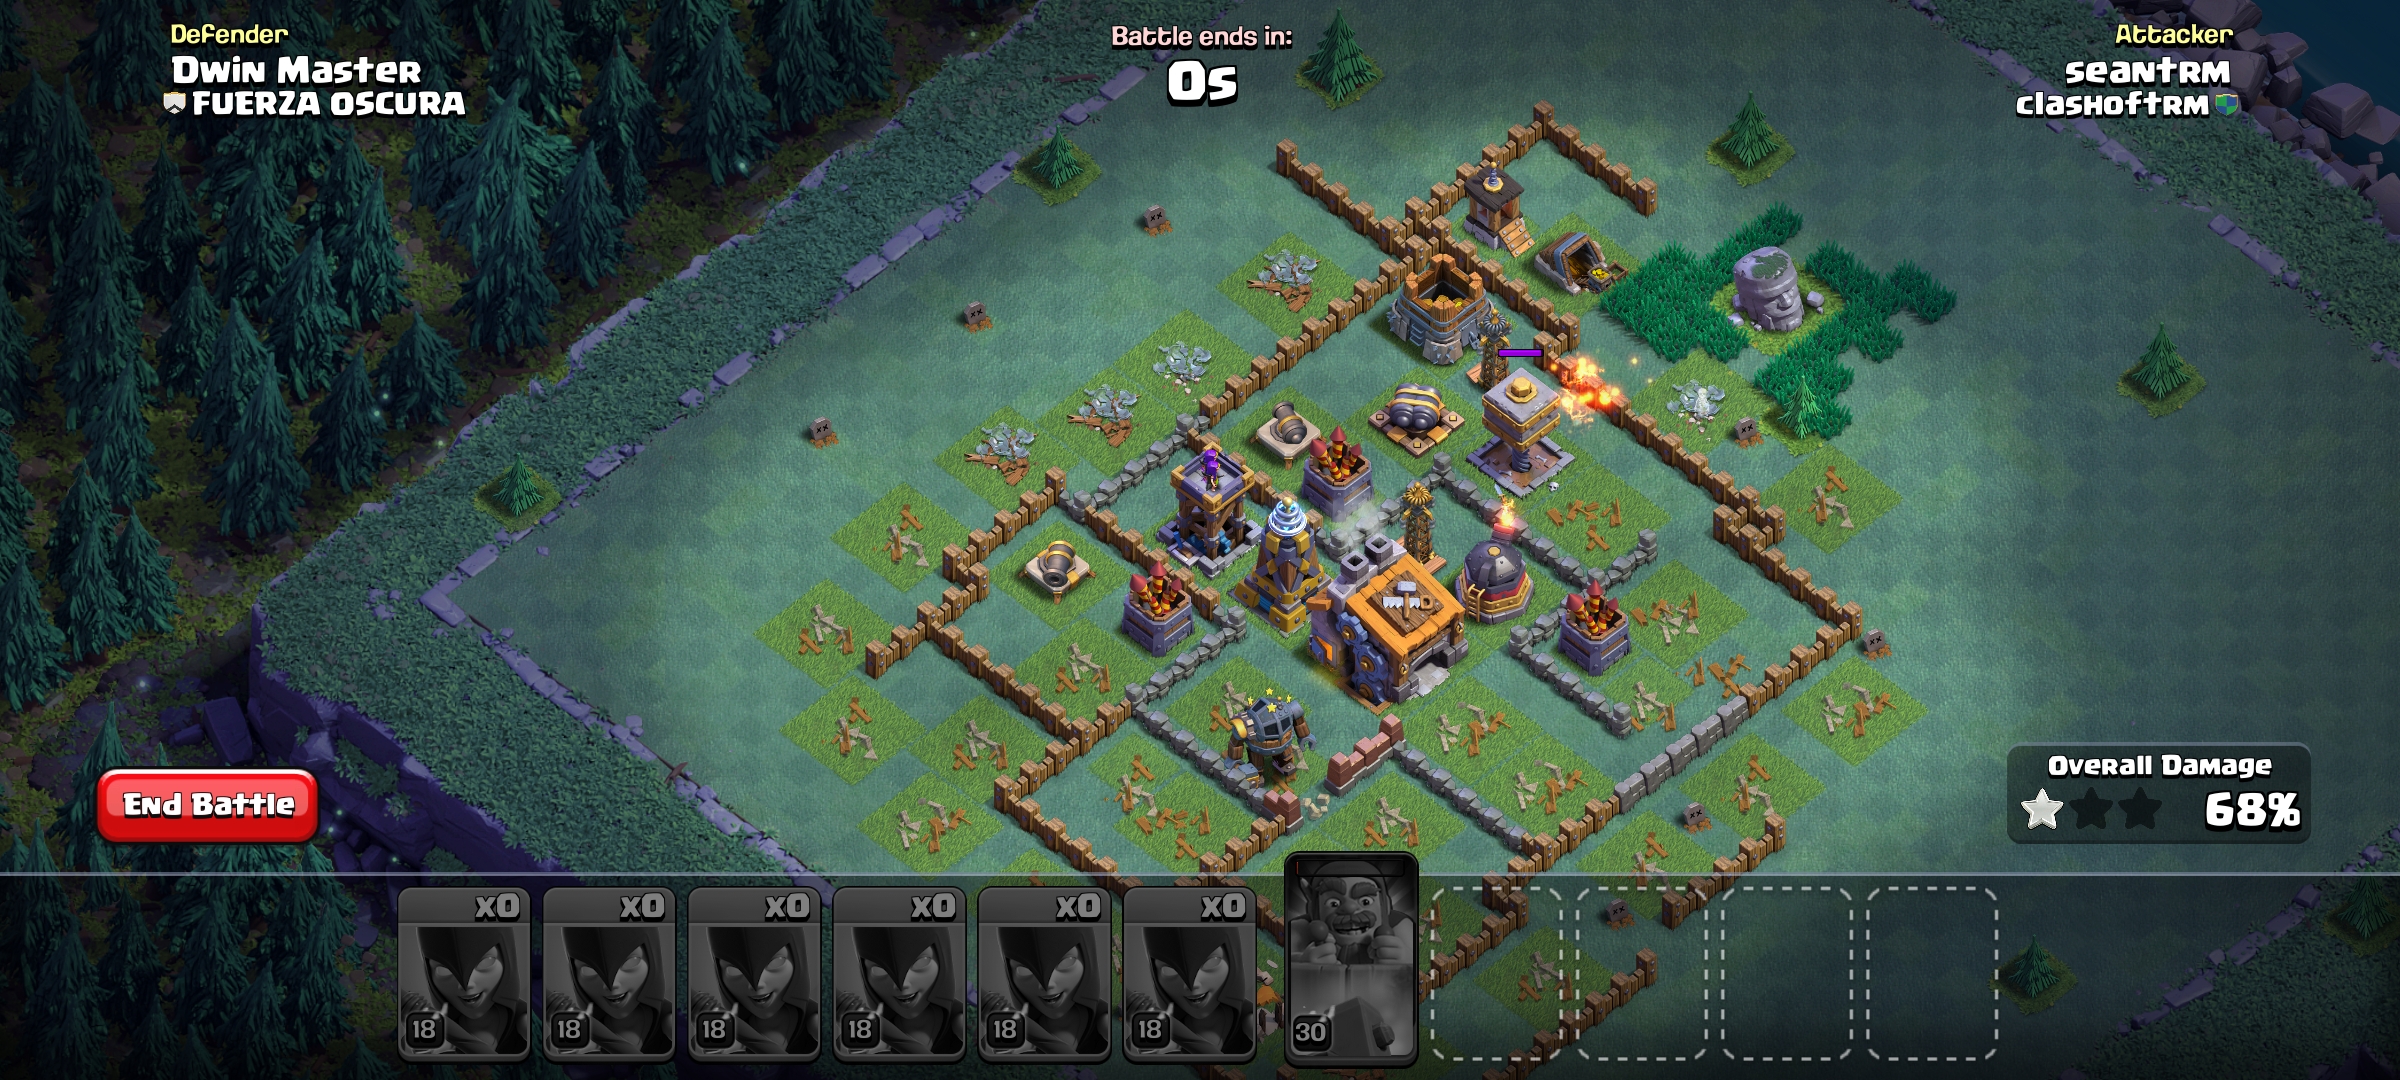 Defender
Dwin Master
FUERZA OSCURA
Battle ends in:
0s
Attacker
seantRM
clashoftRM
End Battle
Overall Damage
68%
x0
x0
x0
x0
x0
x0
18
18
18
18
18
18
30